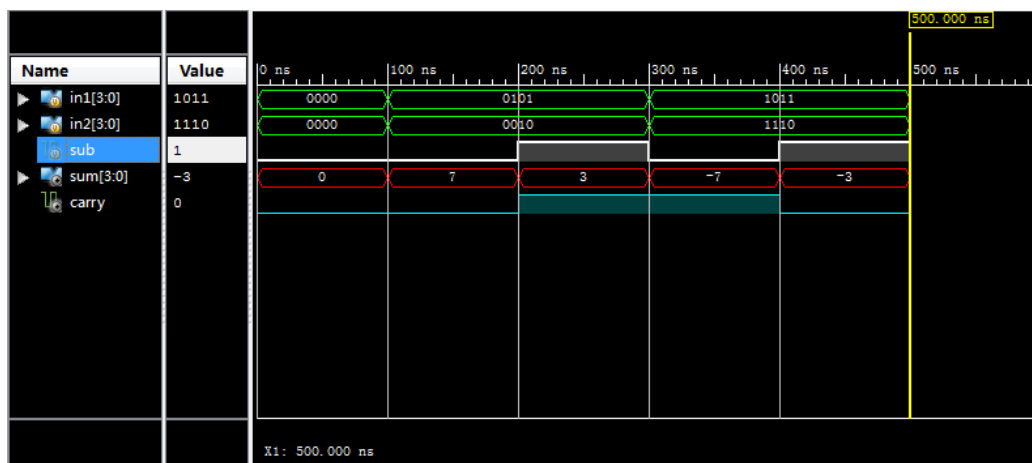 500.000 ns
Name Value 0 ns 100 ns 200 ns 300 ns 400 ns 500 ns
in1[3:0] 1011 0000 0101 1011
in2[3:0] 1110 0000 0010 1110
sub 1
sum[3:0] -3 0 7 3 -7 -3
carry 0
X1: 500.000 ns